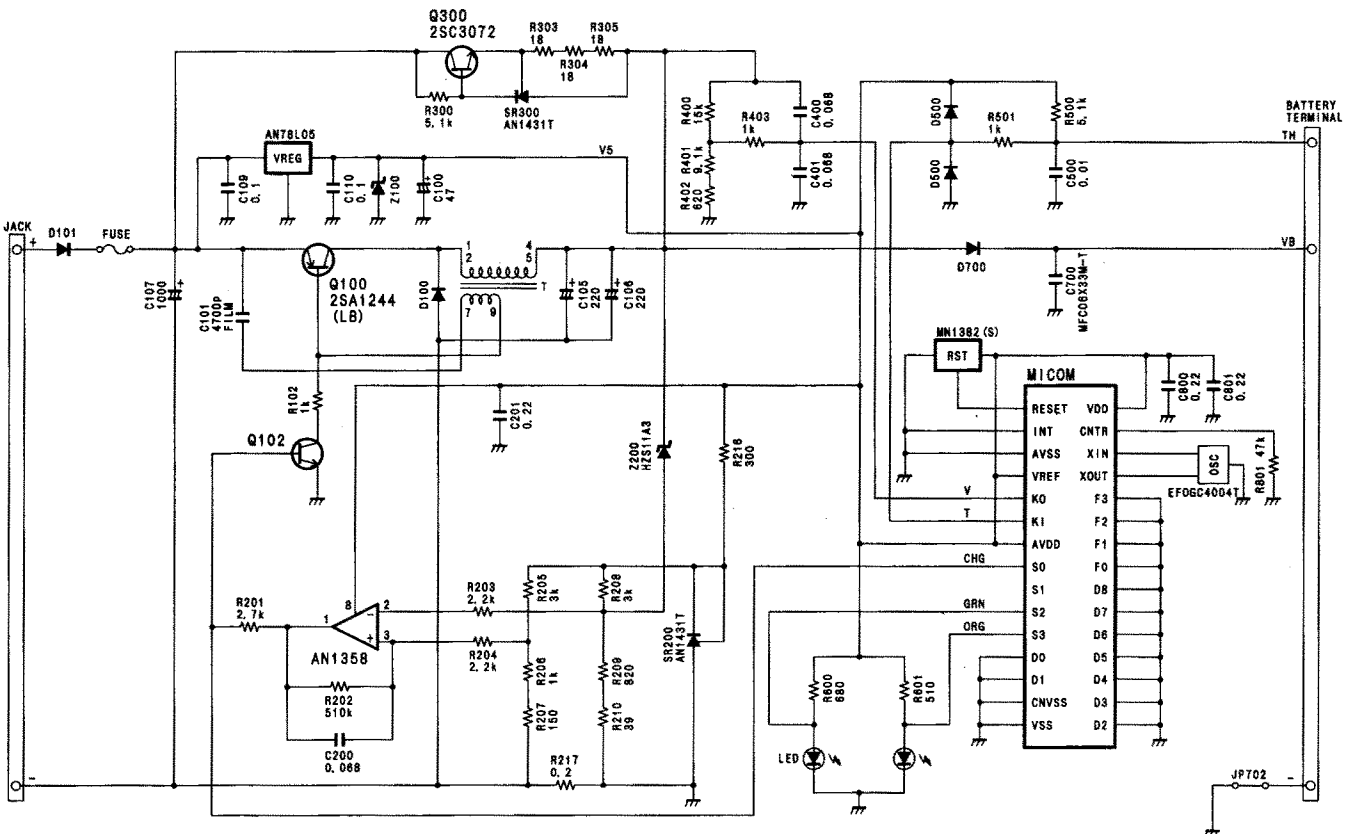 Q300
2SC3072
R303
18
R305
18
R304
18
R300
5.1k
SR300
AN1431T
R400
15k
R403
1k
C400
0.068
R401
9.1k
R402
620
C401
0.068
D500
D500
R501
1k
R500
5.1k
C500
0.01
BATTERY
TERMINAL
TH
AN78L05
VREG
V5
C109
0.1
C110
0.1
Z100
C100
47
+
JACK
+
D101
FUSE
C107
1000
+
C101
4700p
FILM
Q100
2SA1244
(LB)
D100
1
2
4
5
T
7
9
C105
220
+
C106
220
+
D700
C700
MFC06X33M-T
VB
R102
1k
Q102
C201
0.22
Z200
HZS11A3
R216
300
MN1382(S)
RST
MICOM
C800
0.22
C801
0.22
RESET
VDD
INT
CNTR
AVSS
XIN
VREF
XOUT
V
K0
F3
T
KI
F2
AVDD
F1
CHG
S0
F0
S1
D8
GRN
S2
D7
ORG
S3
D6
D0
D5
D1
D4
CNVSS
D3
VSS
D2
OSC
EFOGC4004T
R801 47k
R201
2.7k
1
8
2
-
3
+
AN1358
R202
510k
C200
0.068
R203
2.2k
R204
2.2k
R205
3k
R208
3k
R206
1k
R207
150
R209
820
R210
39
SR200
AN1431T
R217
0.2
R600
680
R601
510
LED
-
JP702
-